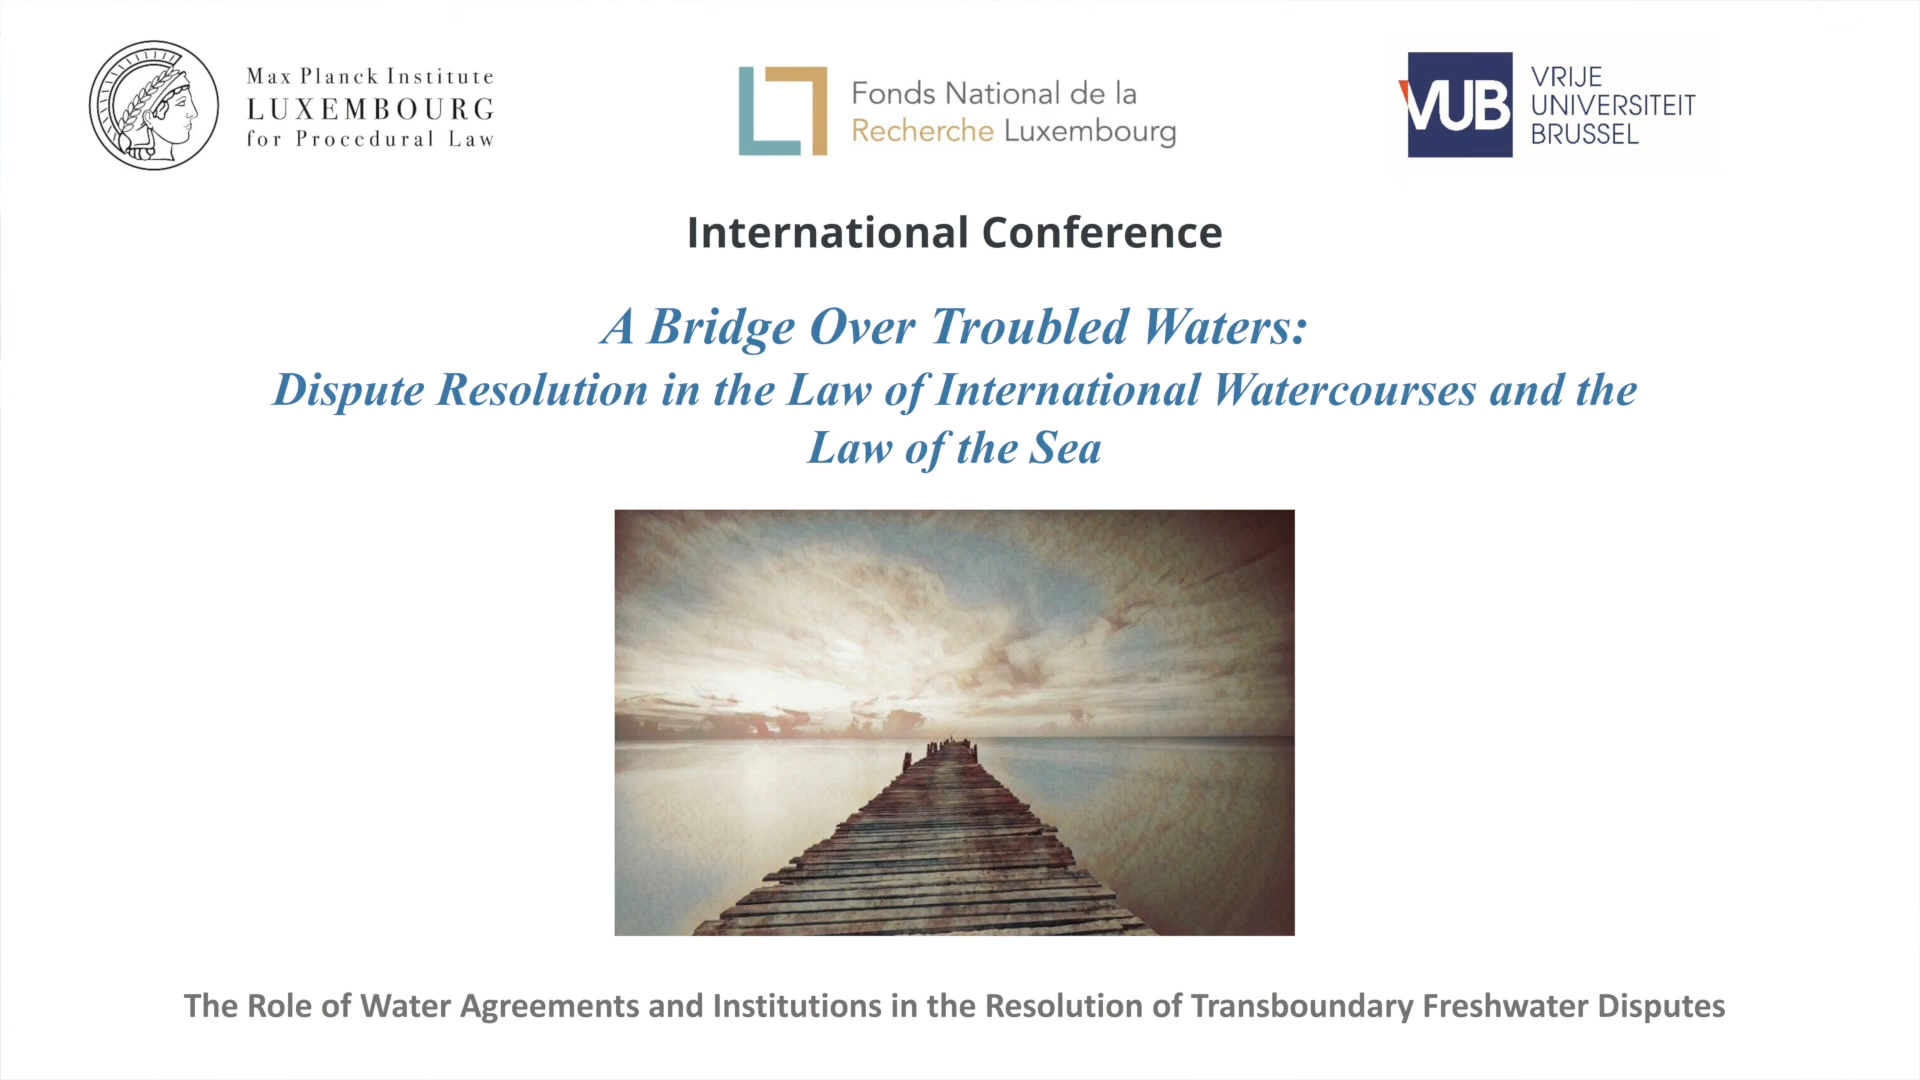 Max Planck Institute
LUXEMBOURG
for Procedural Law
Fonds National de la
Recherche Luxembourg
VUB
VRIJE
UNIVERSITEIT
BRUSSEL
International Conference
A Bridge Over Troubled Waters:
Dispute Resolution in the Law of International Watercourses and the
Law of the Sea
The Role of Water Agreements and Institutions in the Resolution of Transboundary Freshwater Disputes